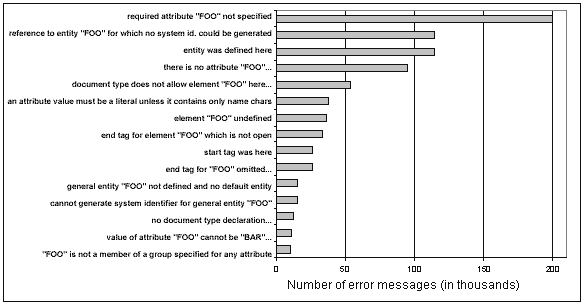 required attribute "FOO" not specified
reference to entity "FOO" for which no system id. could be generated
entity was defined here
there is no attribute "FOO"...
document type does not allow element "FOO" here...
an attribute value must be a literal unless it contains only name chars
element "FOO" undefined
end tag for element "FOO" which is not open
start tag was here
end tag for "FOO" omitted...
general entity "FOO" not defined and no default entity
cannot generate system identifier for general entity "FOO"
no document type declaration...
value of attribute "FOO" cannot be "BAR"...
"FOO" is not a member of a group specified for any attribute
0 50 100 150 200
Number of error messages (in thousands)